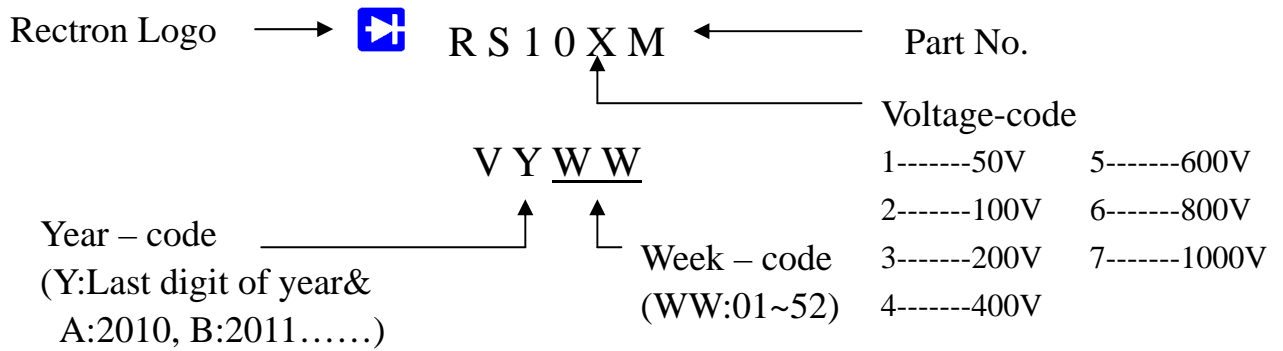 Rectron Logo
R S 1 0 X M
Part No.
Voltage-code
1-------50V 5-------600V
2-------100V 6-------800V
3-------200V 7-------1000V
4-------400V
V Y W W
Year – code
(Y:Last digit of year&
A:2010, B:2011……)
Week – code
(WW:01~52)